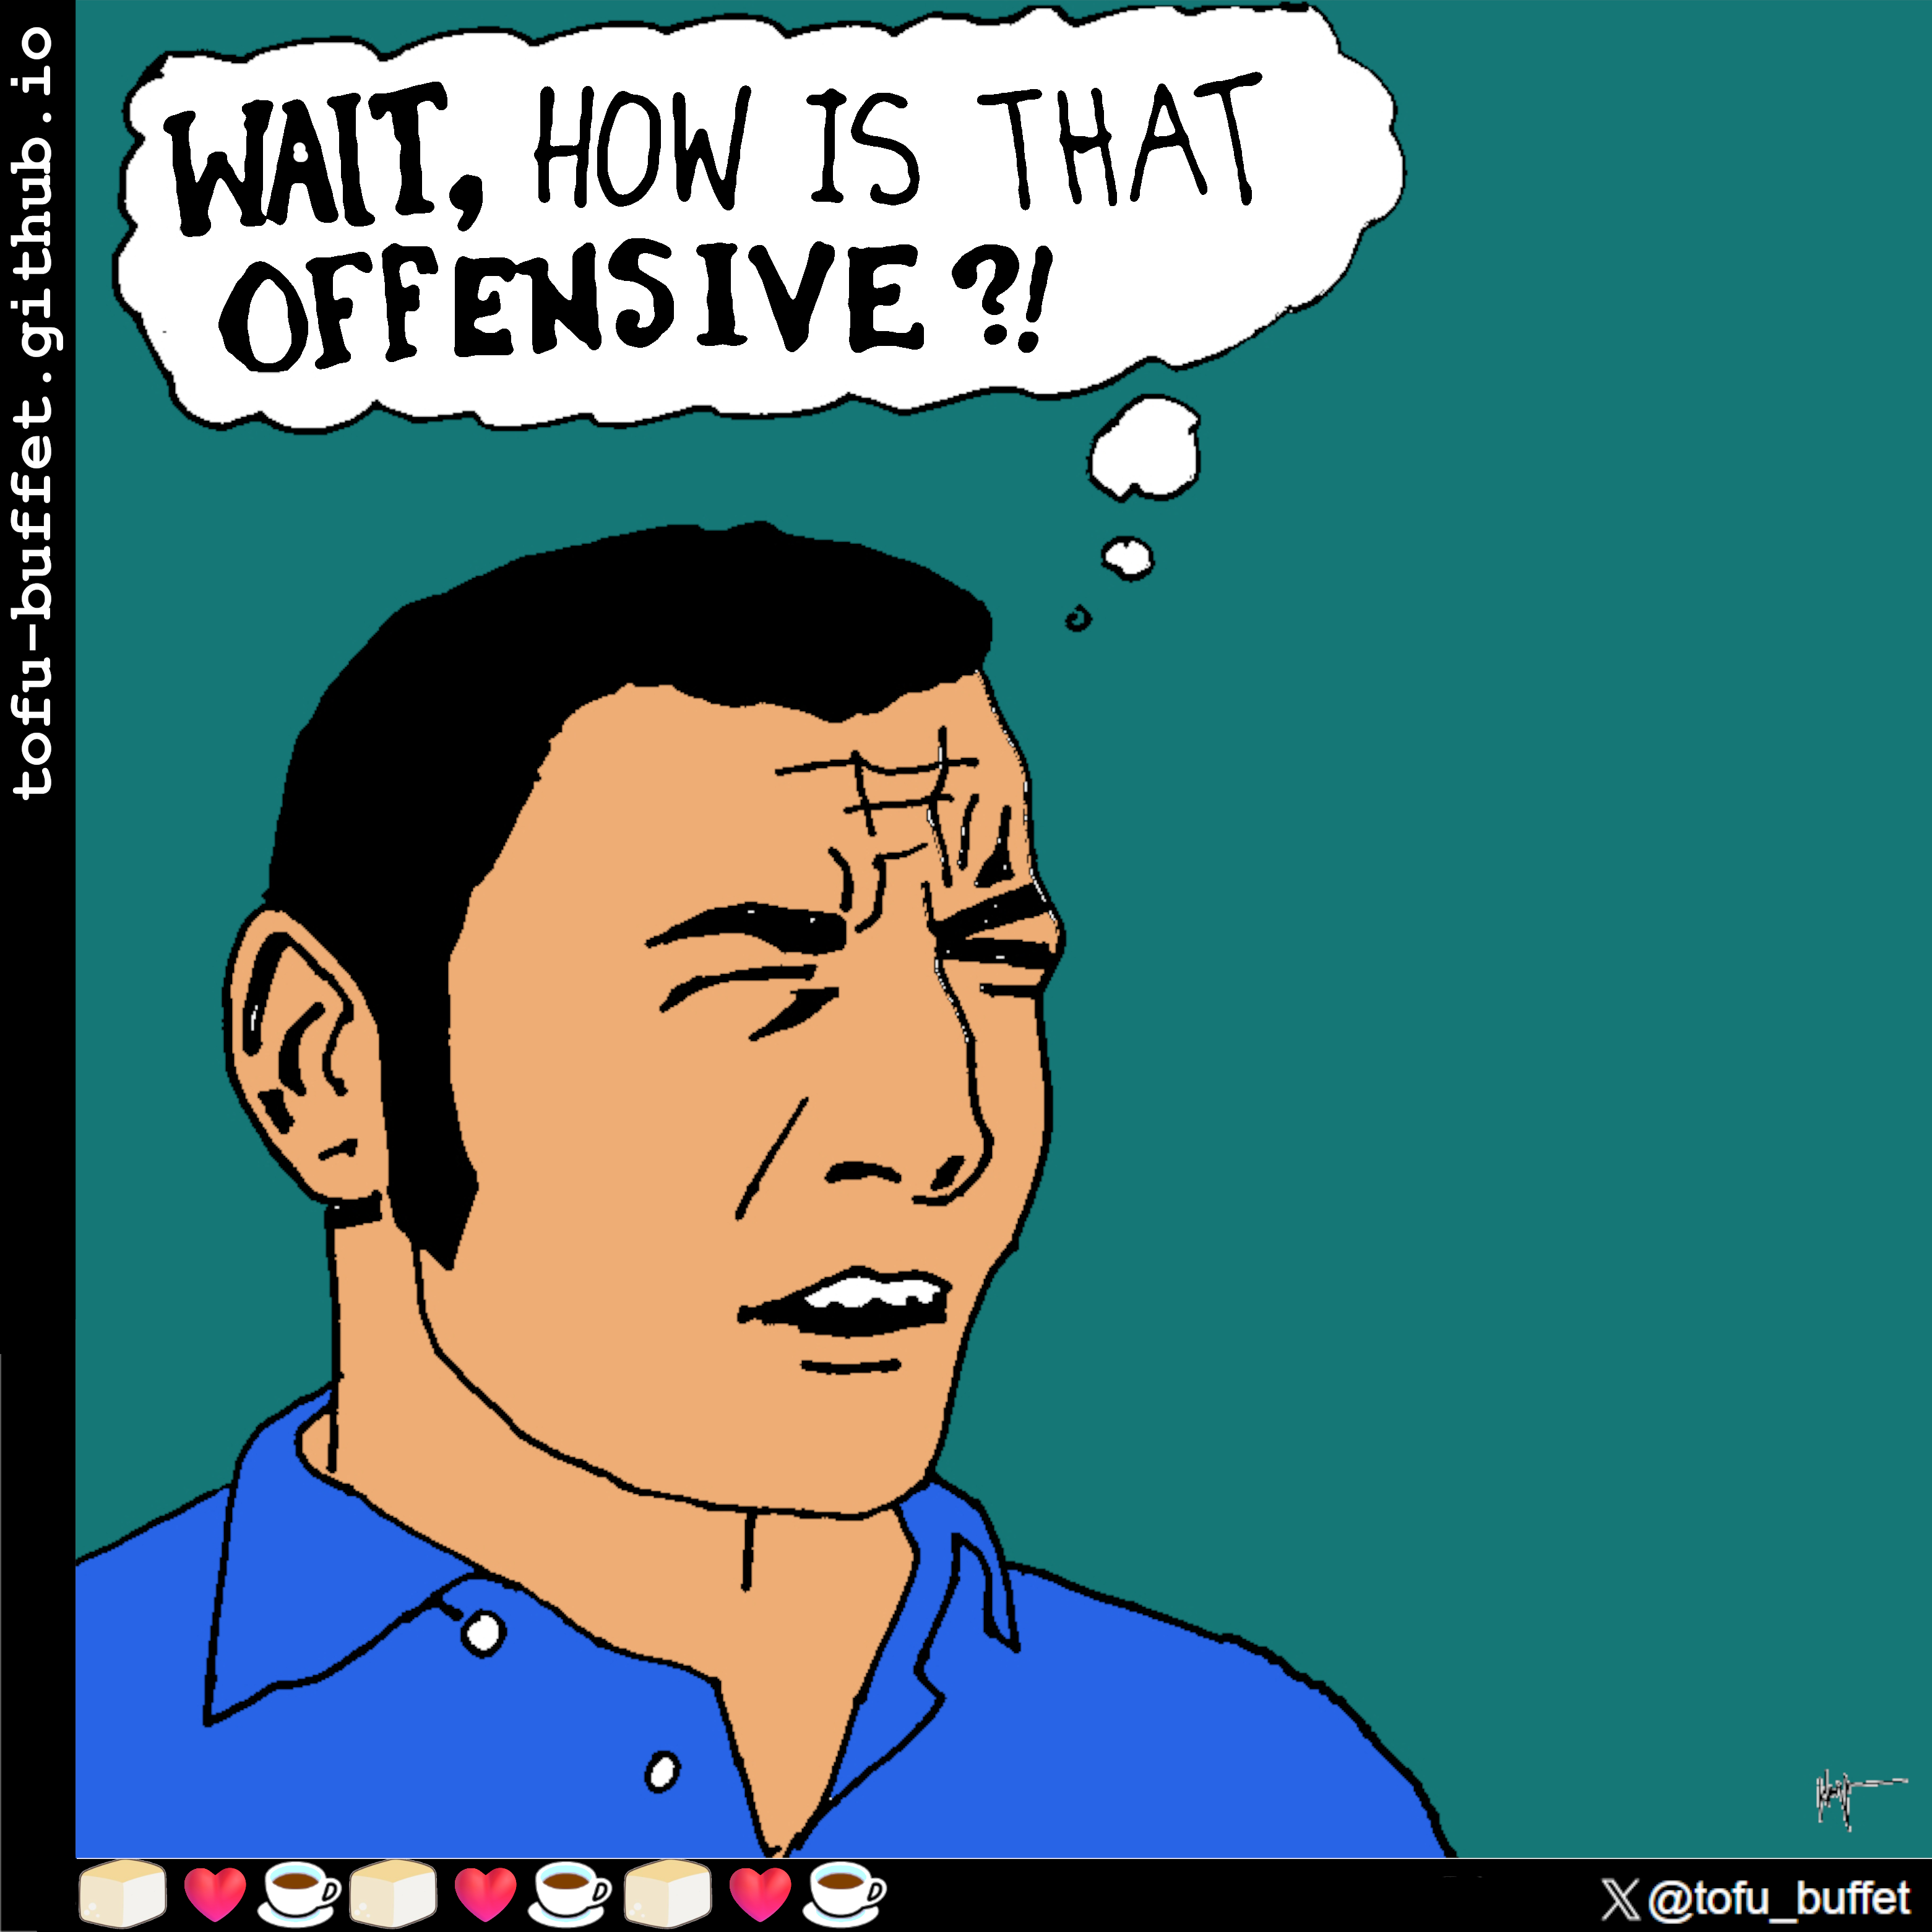 WAIT, HOW IS THAT
OFFENSIVE?!
tofu-buffet.github.io
𝕏 @tofu_buffet